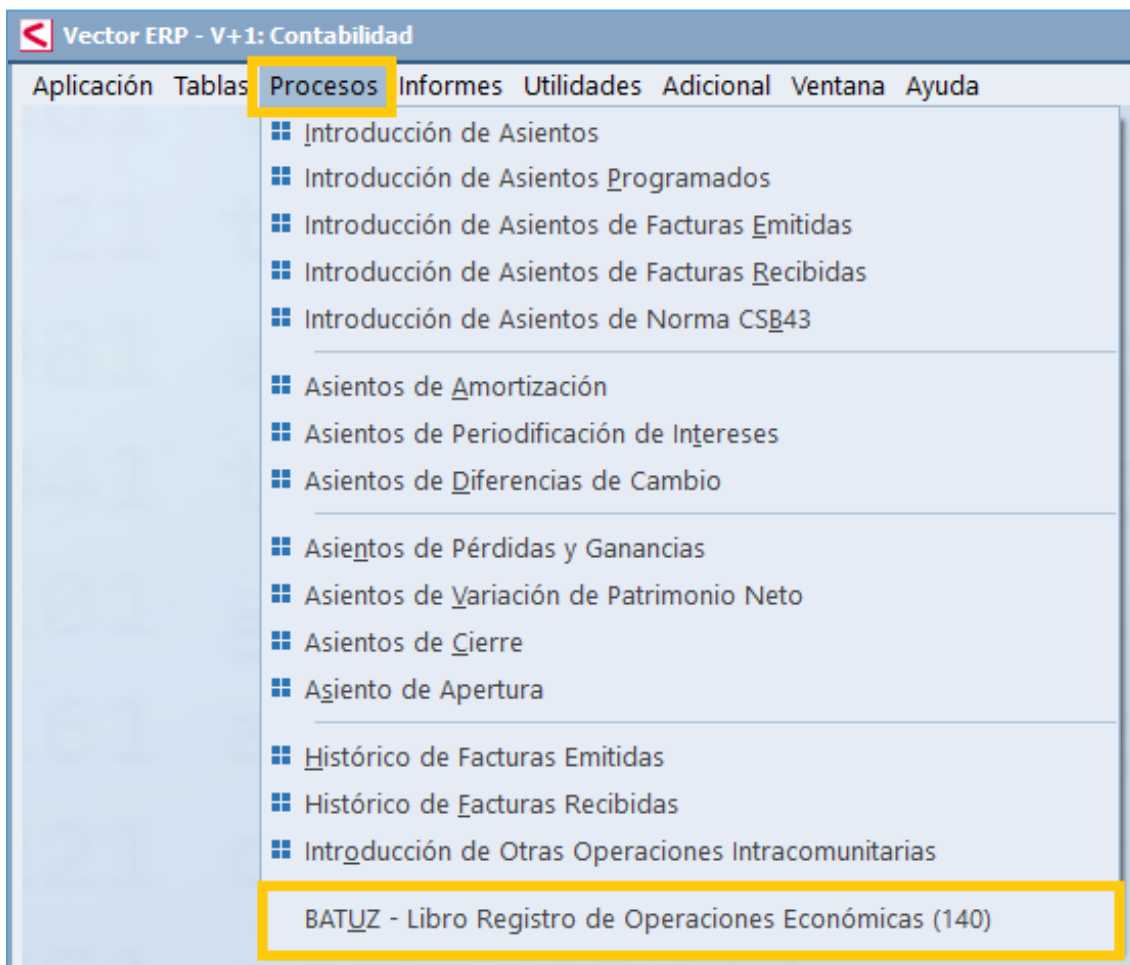 Vector ERP - V+1: Contabilidad
Aplicación Tablas Procesos Informes Utilidades Adicional Ventana Ayuda
Introducción de Asientos
Introducción de Asientos Programados
Introducción de Asientos de Facturas Emitidas
Introducción de Asientos de Facturas Recibidas
Introducción de Asientos de Norma CSB43
Asientos de Amortización
Asientos de Periodificación de Intereses
Asientos de Diferencias de Cambio
Asientos de Pérdidas y Ganancias
Asientos de Variación de Patrimonio Neto
Asientos de Cierre
Asiento de Apertura
Histórico de Facturas Emitidas
Histórico de Facturas Recibidas
Introducción de Otras Operaciones Intracomunitarias
BATUZ - Libro Registro de Operaciones Económicas (140)